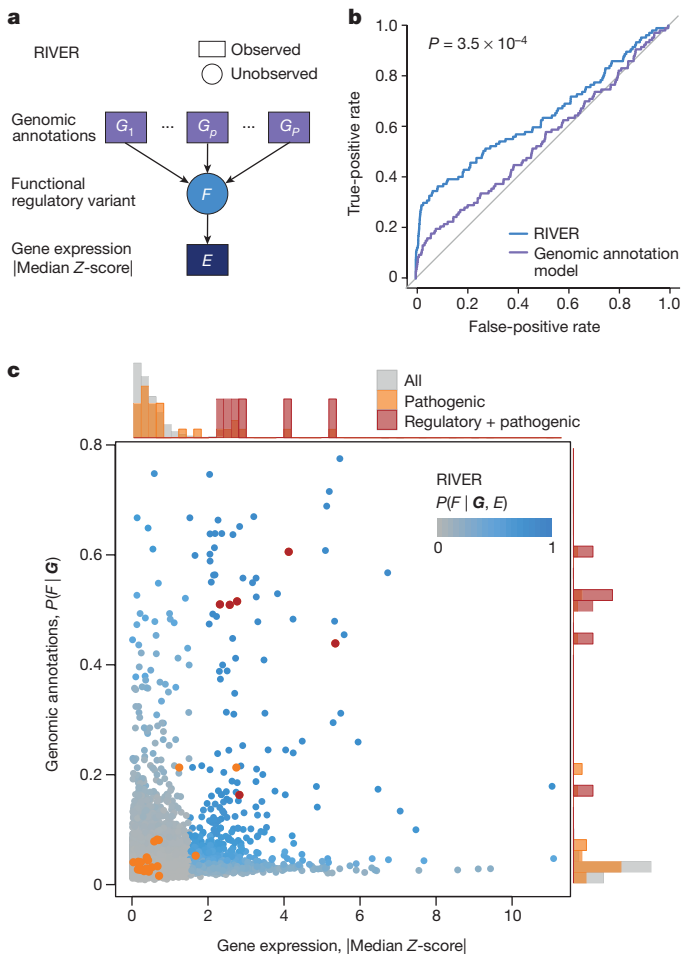 a
RIVER
Observed
Unobserved
Genomic annotations
G1 ... Gp ... GP
Functional regulatory variant
F
Gene expression |Median Z-score|
E
b
P = 3.5 × 10–4
True-positive rate
1.0
0.8
0.6
0.4
0.2
0
RIVER
Genomic annotation model
0 0.2 0.4 0.6 0.8 1.0
False-positive rate
c
All
Pathogenic
Regulatory + pathogenic
RIVER
P(F | G, E)
0 1
Genomic annotations, P(F | G)
0.8
0.6
0.4
0.2
0
0 2 4 6 8 10
Gene expression, |Median Z-score|